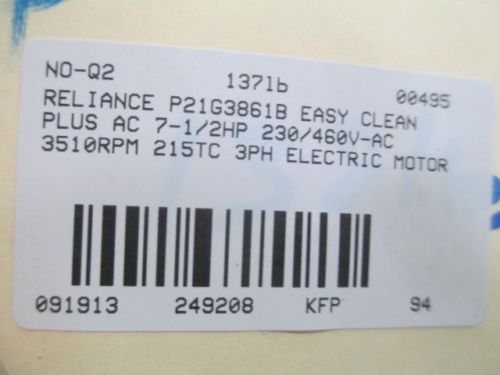 NO-Q2 137lb 00495
RELIANCE P21G3861B EASY CLEAN
PLUS AC 7-1/2HP 230/460V-AC
3510RPM 215TC 3PH ELECTRIC MOTOR
091913 249208 KFP 94